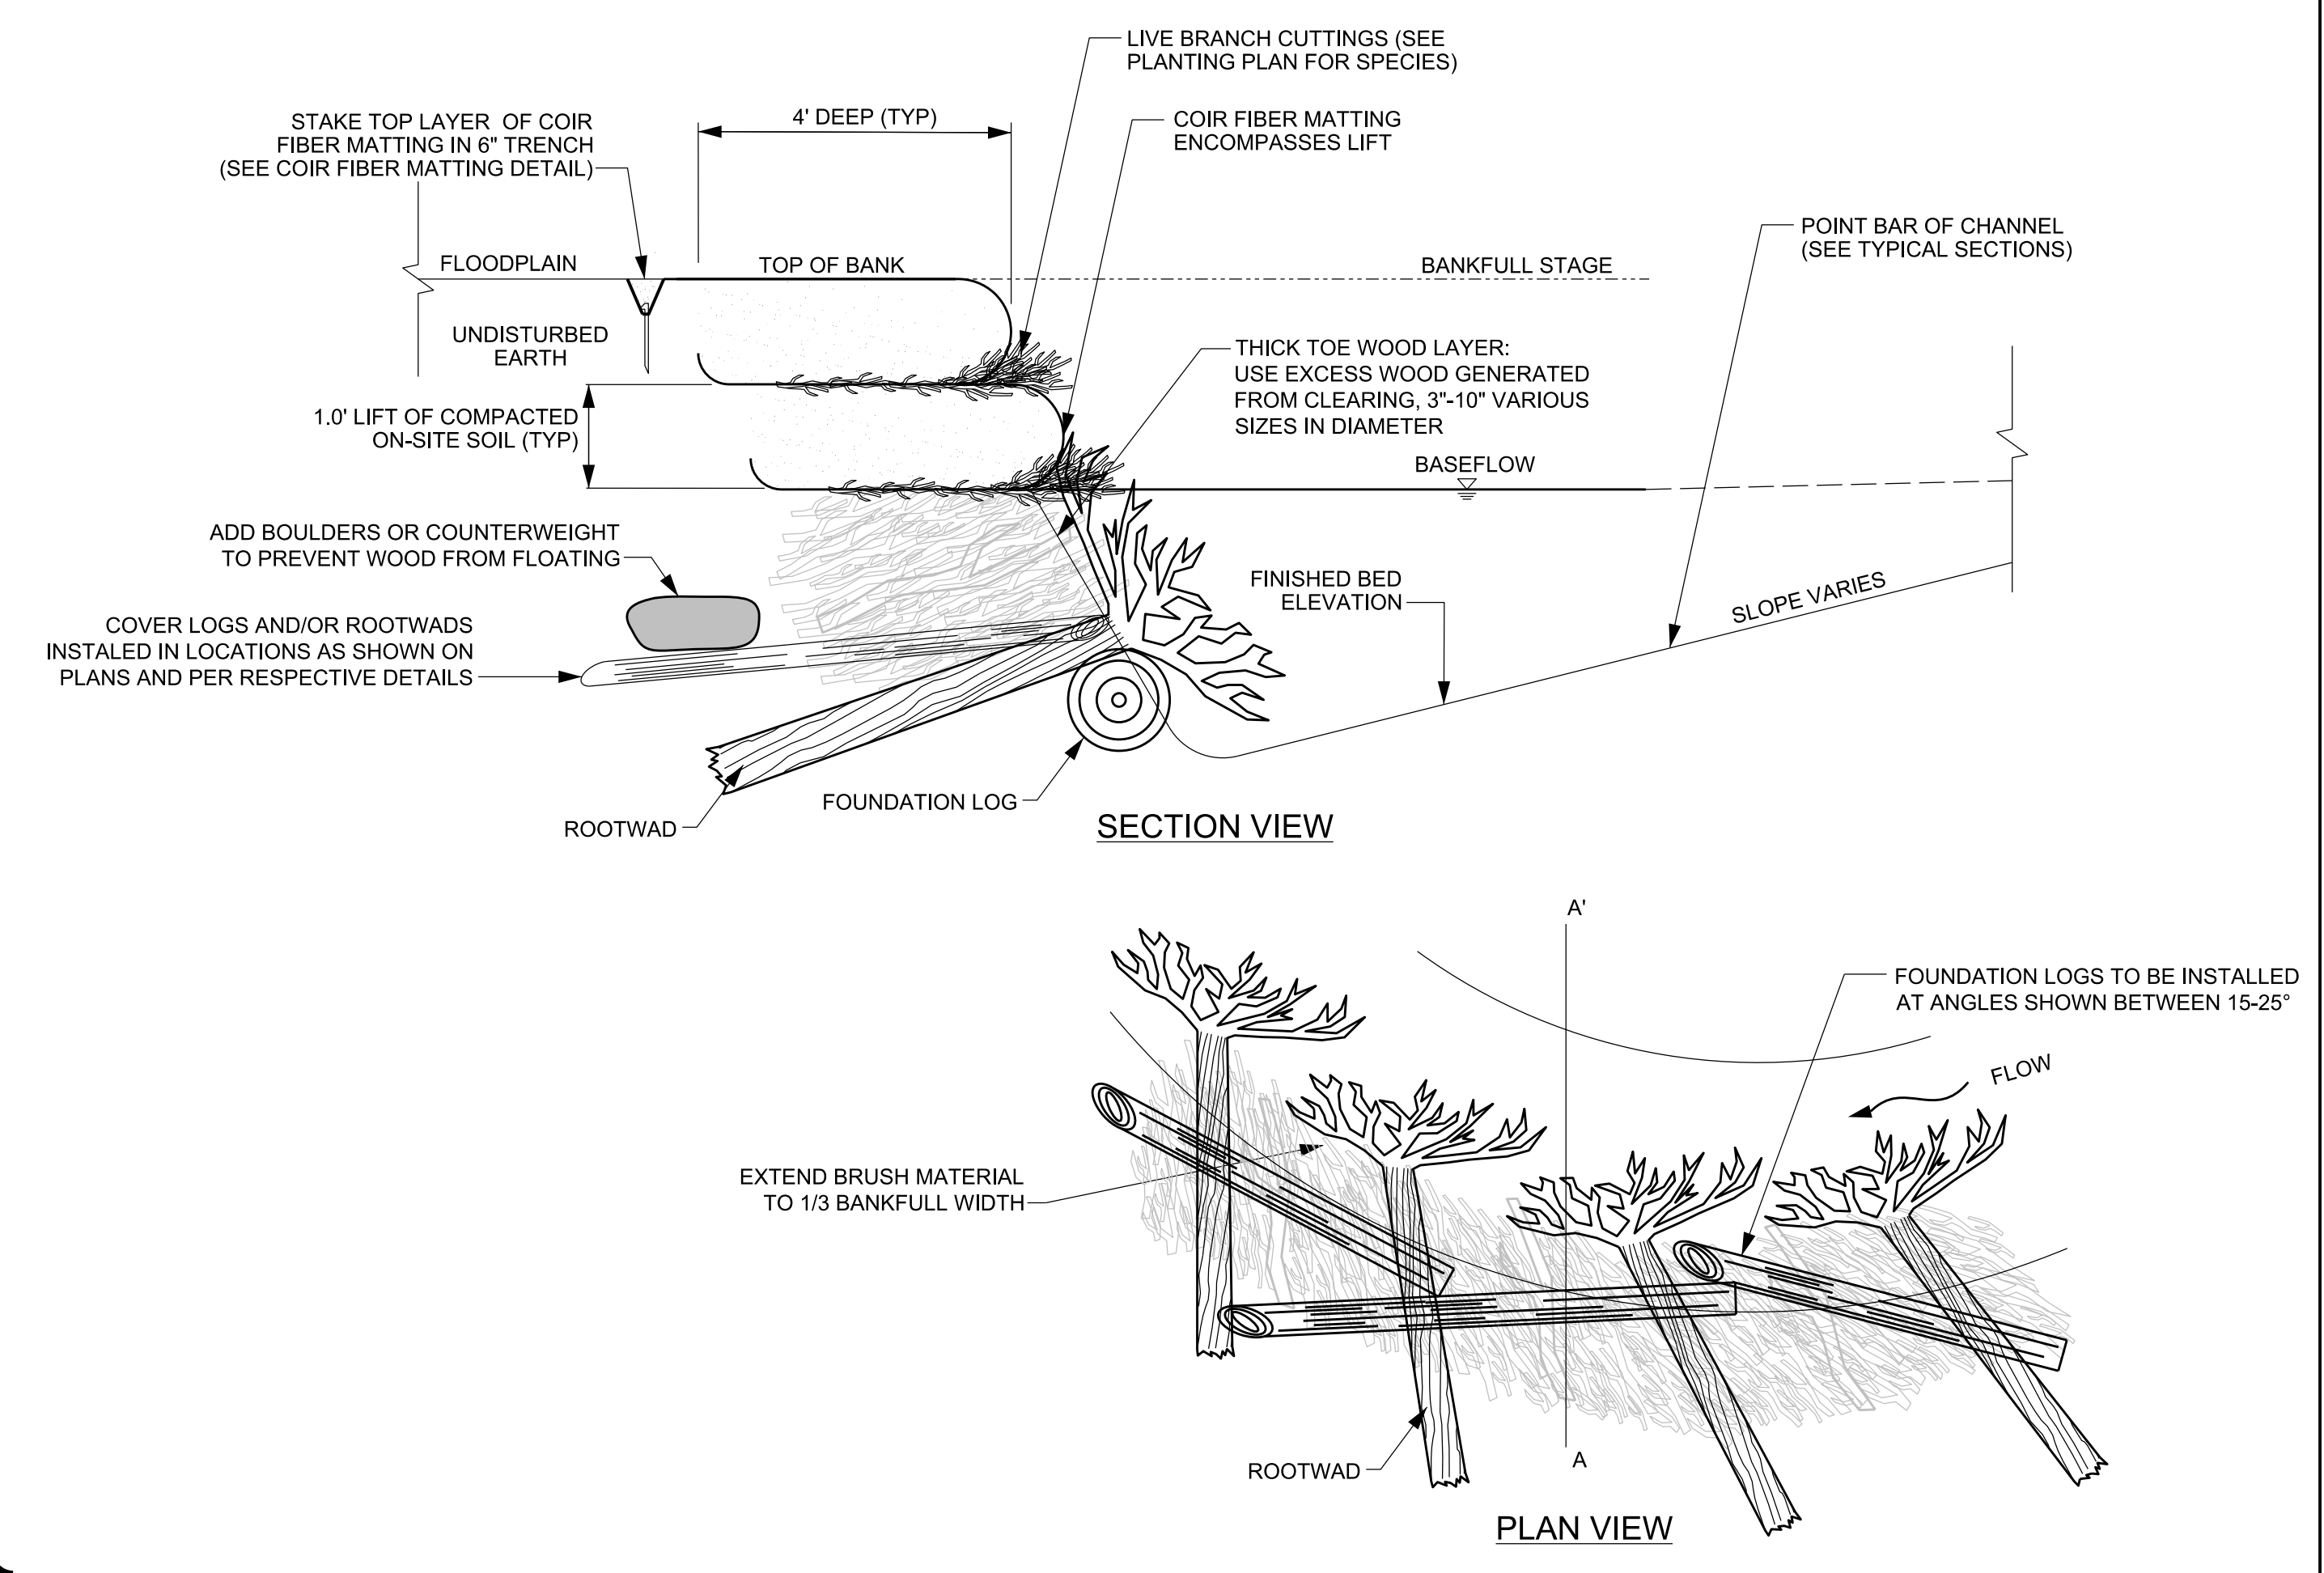 LIVE BRANCH CUTTINGS (SEE
PLANTING PLAN FOR SPECIES)
STAKE TOP LAYER OF COIR
FIBER MATTING IN 6" TRENCH
(SEE COIR FIBER MATTING DETAIL)
4' DEEP (TYP)
COIR FIBER MATTING
ENCOMPASSES LIFT
POINT BAR OF CHANNEL
(SEE TYPICAL SECTIONS)
FLOODPLAIN
TOP OF BANK
BANKFULL STAGE
UNDISTURBED
EARTH
THICK TOE WOOD LAYER:
USE EXCESS WOOD GENERATED
FROM CLEARING, 3"-10" VARIOUS
SIZES IN DIAMETER
1.0' LIFT OF COMPACTED
ON-SITE SOIL (TYP)
BASEFLOW
ADD BOULDERS OR COUNTERWEIGHT
TO PREVENT WOOD FROM FLOATING
FINISHED BED
ELEVATION
SLOPE VARIES
COVER LOGS AND/OR ROOTWADS
INSTALED IN LOCATIONS AS SHOWN ON
PLANS AND PER RESPECTIVE DETAILS
FOUNDATION LOG
ROOTWAD
SECTION VIEW
A'
FOUNDATION LOGS TO BE INSTALLED
AT ANGLES SHOWN BETWEEN 15-25°
FLOW
EXTEND BRUSH MATERIAL
TO 1/3 BANKFULL WIDTH
ROOTWAD
A
PLAN VIEW